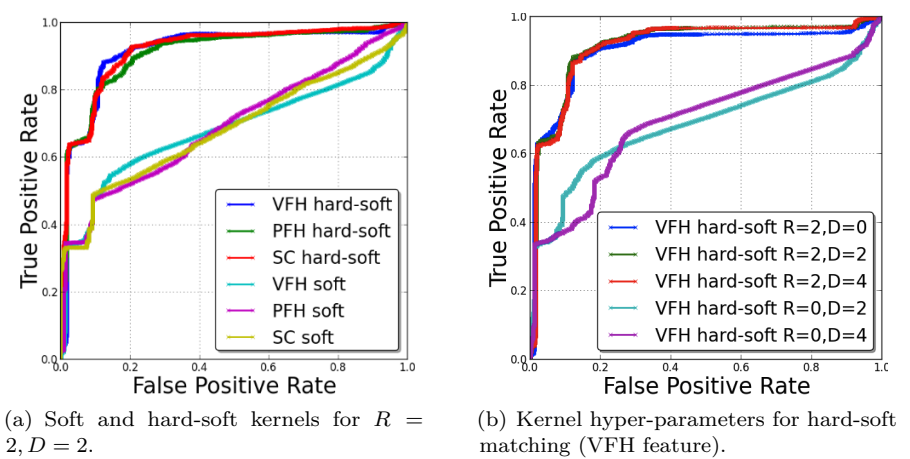 1.0
0.8
0.6
0.4
0.2
0.0
True Positive Rate
VFH hard-soft
PFH hard-soft
SC hard-soft
VFH soft
PFH soft
SC soft
0.0 0.2 0.4 0.6 0.8 1.0
False Positive Rate
(a) Soft and hard-soft kernels for R =
2, D = 2.
1.0
0.8
0.6
0.4
0.2
0.0
True Positive Rate
VFH hard-soft R=2,D=0
VFH hard-soft R=2,D=2
VFH hard-soft R=2,D=4
VFH hard-soft R=0,D=2
VFH hard-soft R=0,D=4
0.0 0.2 0.4 0.6 0.8 1.0
False Positive Rate
(b) Kernel hyper-parameters for hard-soft
matching (VFH feature).